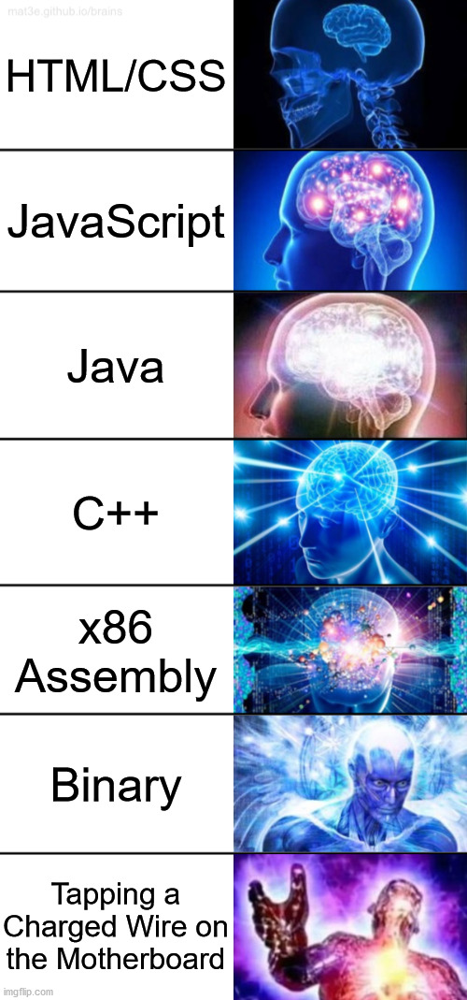 mat3e.github.io/brains
HTML/CSS
JavaScript
Java
C++
x86
Assembly
Binary
Tapping a
Charged Wire on
the Motherboard
imgflip.com